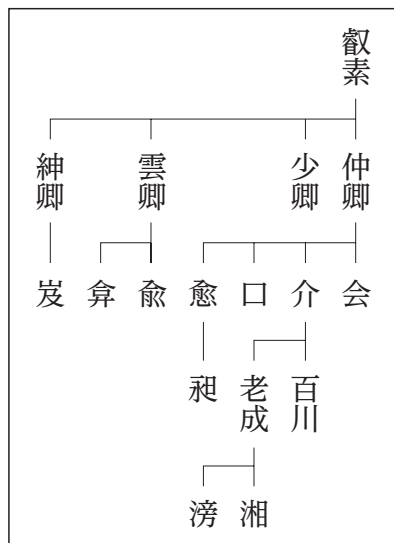 叡素
仲卿
少卿
雲卿
紳卿
会
介
口
愈
兪
弇
岌
百川
老成
昶
湘
滂